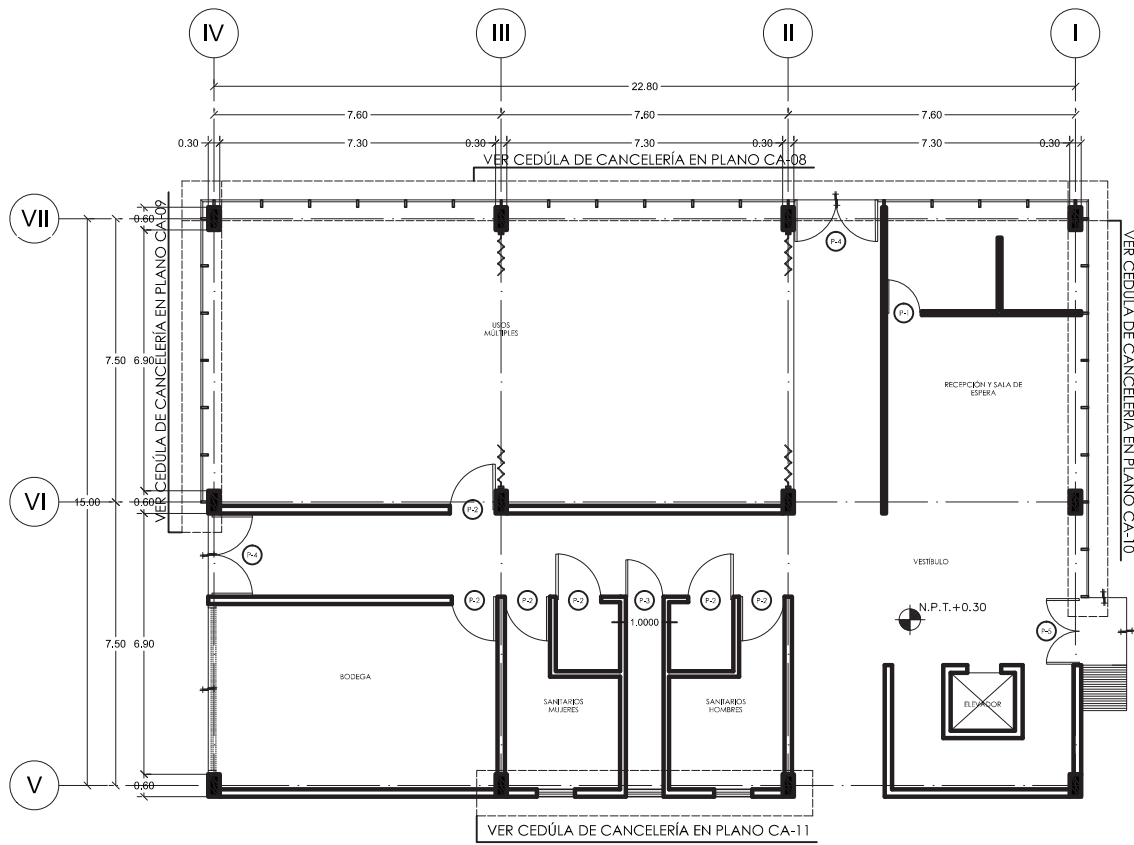 IV
III
II
I
22.80
7.60
7.60
7.60
0.30
7.30
0.30
7.30
0.30
7.30
0.30
VER CEDÚLA DE CANCELERÍA EN PLANO CA-08
VII
0.60
VER CEDÚLA DE CANCELERÍA EN PLANO CA-09
VER CEDÚLA DE CANCELERÍA EN PLANO CA-10
P-4
P-1
USOS
MÚLTIPLES
7.50
6.90
RECEPCIÓN Y SALA DE
ESPERA
VI
15.00
0.60
P-2
P-4
VESTÍBULO
P-2
P-2
P-2
P-3
P-2
P-2
N.P.T.+0.30
1.0000
P-5
7.50
6.90
BODEGA
SANITARIOS
MUJERES
SANITARIOS
HOMBRES
ELEVADOR
V
0.60
VER CEDÚLA DE CANCELERÍA EN PLANO CA-11